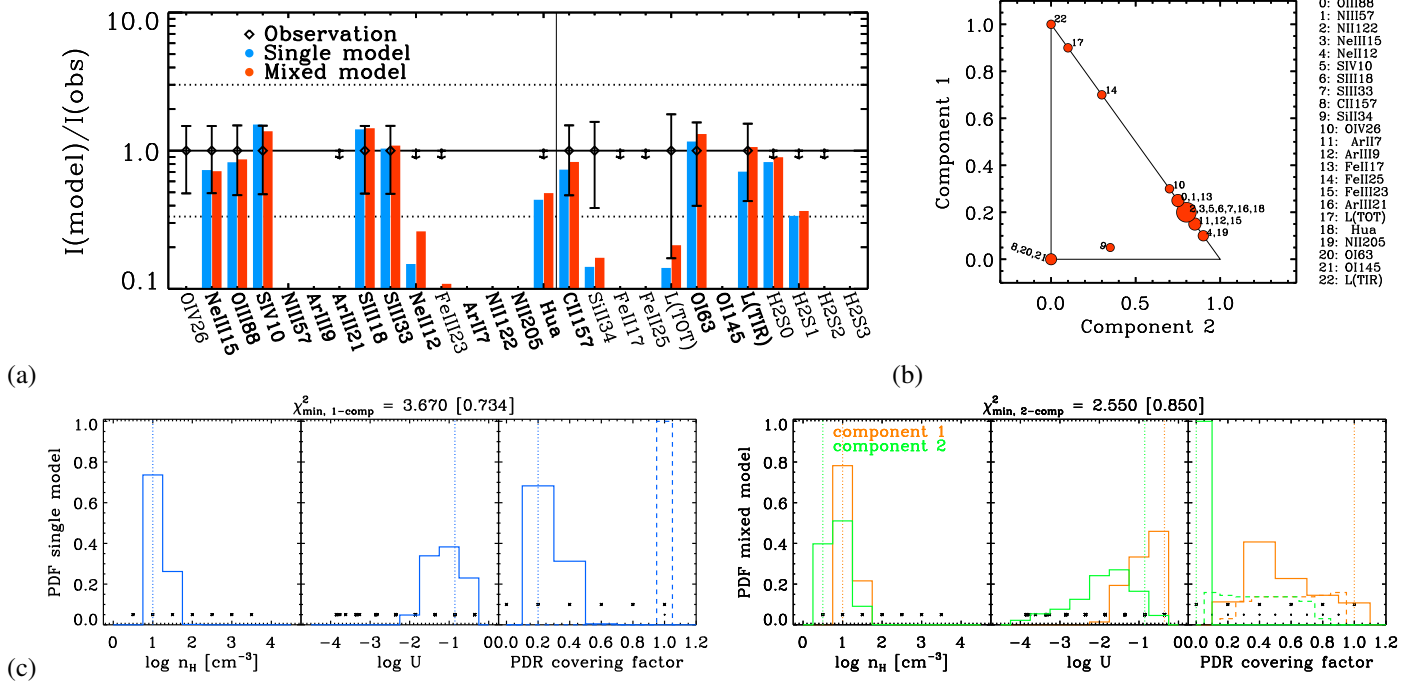 10.0
1.0
0.1
I(model)/I(obs)
Observation
Single model
Mixed model
OIV26
NeIII15
OIII88
SIV10
NIII57
ArIII9
ArIII21
SIII18
SIII33
NeII12
FeIII23
ArII7
NII122
NII205
Hua
CII157
SiII34
FeII17
FeII25
L(TOT)
OI63
OI145
L(TIR)
H2S0
H2S1
H2S2
H2S3
(a)
1.0
0.8
0.6
0.4
0.2
0.0
Component 1
22
17
14
10
0,1,13
2,3,5,6,7,16,18
11,12,15
4,19
9
8,20,21
0.0 0.5 1.0
Component 2
0: OIII88
1: NIII57
2: NII122
3: NeIII15
4: NeII12
5: SIV10
6: SIII18
7: SIII33
8: CII157
9: SiII34
10: OIV26
11: ArII7
12: ArIII9
13: FeII17
14: FeII25
15: FeIII23
16: ArIII21
17: L(TOT)
18: Hua
19: NII205
20: OI63
21: OI145
22: L(TIR)
(b)
χ²min, 1-comp = 3.670 [0.734]
PDF single model
1.0
0.8
0.6
0.4
0.2
0.0
0 1 2 3 4
log nH [cm⁻³]
−4 −3 −2 −1
log U
0.0 0.2 0.4 0.6 0.8 1.0 1.2
PDR covering factor
χ²min, 2-comp = 2.550 [0.850]
component 1
component 2
PDF mixed model
1.0
0.8
0.6
0.4
0.2
0.0
0 1 2 3 4
log nH [cm⁻³]
−4 −3 −2 −1
log U
0.0 0.2 0.4 0.6 0.8 1.0 1.2
PDR covering factor
(c)